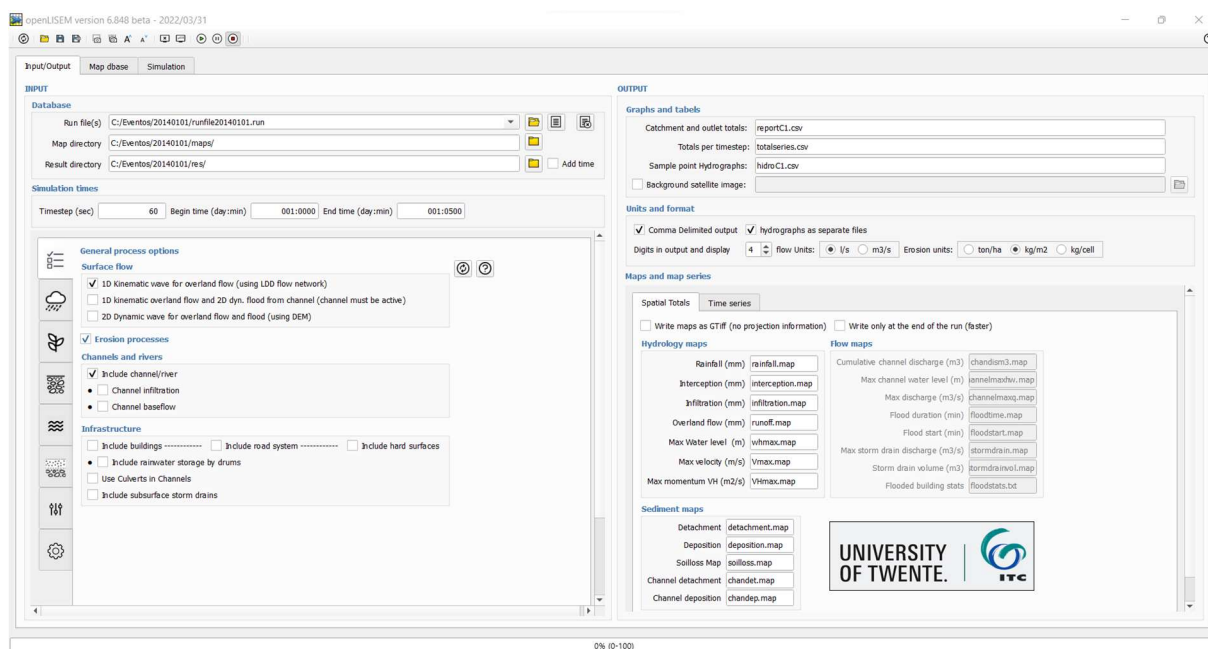 openLISEM version 6.848 beta - 2022/03/31
Input/Output Map dbase Simulation
INPUT
Database
Run file(s) C:/Eventos/20140101/runfile20140101.run
Map directory C:/Eventos/20140101/maps/
Result directory C:/Eventos/20140101/res/ Add time
Simulation times
Timestep (sec) 60 Begin time (day:min) 001:0000 End time (day:min) 001:0500
General process options
Surface flow
1D Kinematic wave for overland flow (using LDD flow network)
1D kinematic overland flow and 2D dyn. flood from channel (channel must be active)
2D Dynamic wave for overland flow and flood (using DEM)
Erosion processes
Channels and rivers
Include channel/river
Channel infiltration
Channel baseflow
Infrastructure
Include buildings ------------ Include road system ------------ Include hard surfaces
Include rainwater storage by drums
Use Culverts in Channels
Include subsurface storm drains
OUTPUT
Graphs and tabels
Catchment and outlet totals: reportC1.csv
Totals per timestep: totalseries.csv
Sample point Hydrographs: hidroC1.csv
Background satellite image:
Units and format
Comma Delimited output hydrographs as separate files
Digits in output and display 4 flow Units: l/s m3/s Erosion units: ton/ha kg/m2 kg/cell
Maps and map series
Spatial Totals Time series
Write maps as GTiff (no projection information) Write only at the end of the run (faster)
Hydrology maps
Rainfall (mm) rainfall.map
Interception (mm) interception.map
Infiltration (mm) infiltration.map
Overland flow (mm) runoff.map
Max Water level (m) whmax.map
Max velocity (m/s) Vmax.map
Max momentum VH (m2/s) VHmax.map
Flow maps
Cumulative channel discharge (m3) chandism3.map
Max channel water level (m) annelmaxhw.map
Max discharge (m3/s) channelmaxq.map
Flood duration (min) floodtime.map
Flood start (min) floodstart.map
Max storm drain discharge (m3/s) stormdrain.map
Storm drain volume (m3) tormdrainvol.map
Flooded building stats floodstats.txt
Sediment maps
Detachment detachment.map
Deposition deposition.map
Soilloss Map soilloss.map
Channel detachment chandet.map
Channel deposition chandep.map
UNIVERSITY
OF TWENTE.
ITC
0% (0-100)